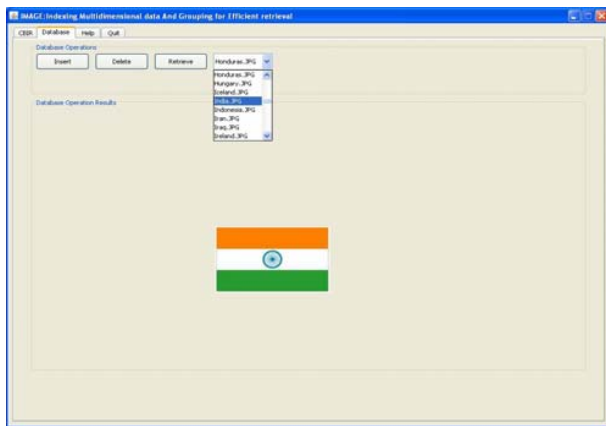 IMAGE:Indexing Multidimensional data And Grouping for Efficient retrieval
CBIR Database Help Quit
Database Operations
Insert Delete Retrieve Honduras.JPG
Honduras.JPG
Hungary.JPG
Iceland.JPG
India.JPG
Indonesia.JPG
Iran.JPG
Iraq.JPG
Ireland.JPG
Database Operation Results